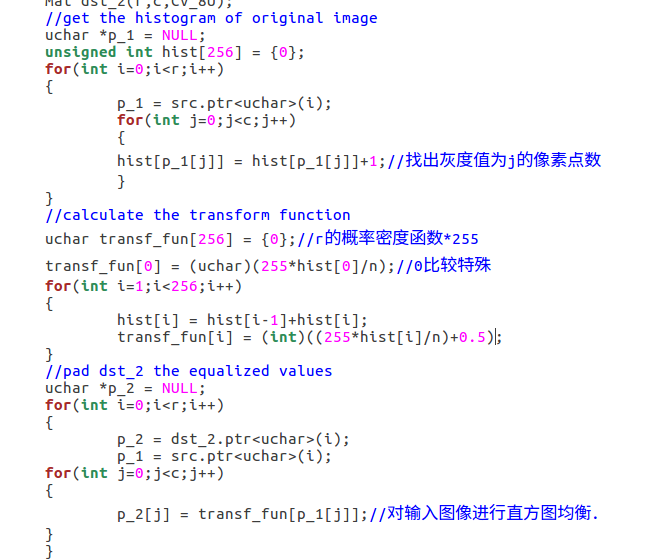 Mat dst_2(r,c,CV_8U);
//get the histogram of original image
uchar *p_1 = NULL;
unsigned int hist[256] = {0};
for(int i=0;i<r;i++)
{
p_1 = src.ptr<uchar>(i);
for(int j=0;j<c;j++)
{
hist[p_1[j]] = hist[p_1[j]]+1;//找出灰度值为j的像素点数
}
}
//calculate the transform function
uchar transf_fun[256] = {0};//r的概率密度函数*255
transf_fun[0] = (uchar)(255*hist[0]/n);//0比较特殊
for(int i=1;i<256;i++)
{
hist[i] = hist[i-1]+hist[i];
transf_fun[i] = (int)((255*hist[i]/n)+0.5);
}
//pad dst_2 the equalized values
uchar *p_2 = NULL;
for(int i=0;i<r;i++)
{
p_2 = dst_2.ptr<uchar>(i);
p_1 = src.ptr<uchar>(i);
for(int j=0;j<c;j++)
{
p_2[j] = transf_fun[p_1[j]];//对输入图像进行直方图均衡.
}
}